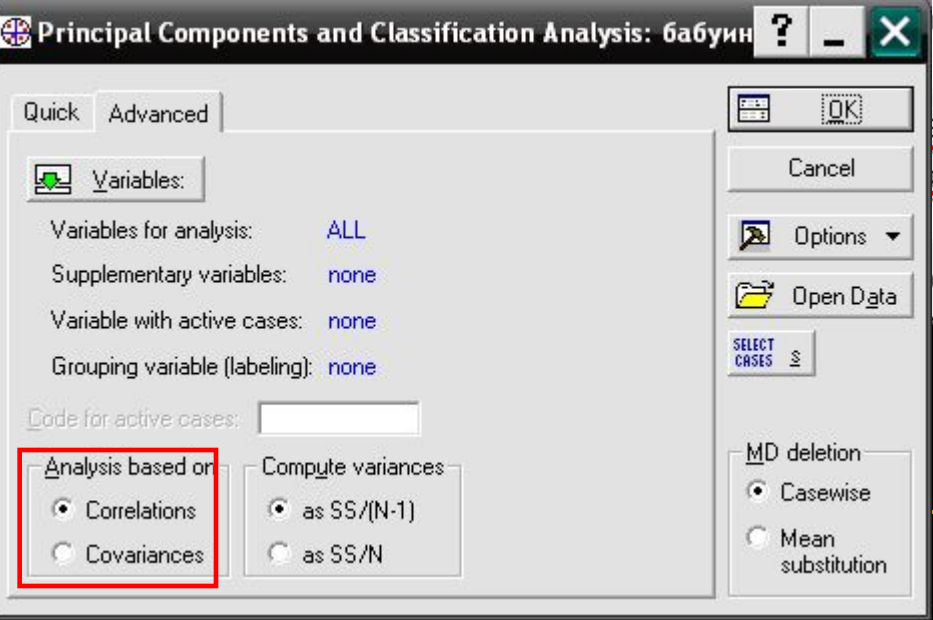 Principal Components and Classification Analysis: бабуин ? _ X
Quick Advanced
Variables:
Variables for analysis: ALL
Supplementary variables: none
Variable with active cases: none
Grouping variable (labeling): none
Code for active cases:
Analysis based on
Correlations
Covariances
Compute variances
as SS/(N-1)
as SS/N
OK
Cancel
Options
Open Data
SELECT
CASES S
MD deletion
Casewise
Mean
substitution